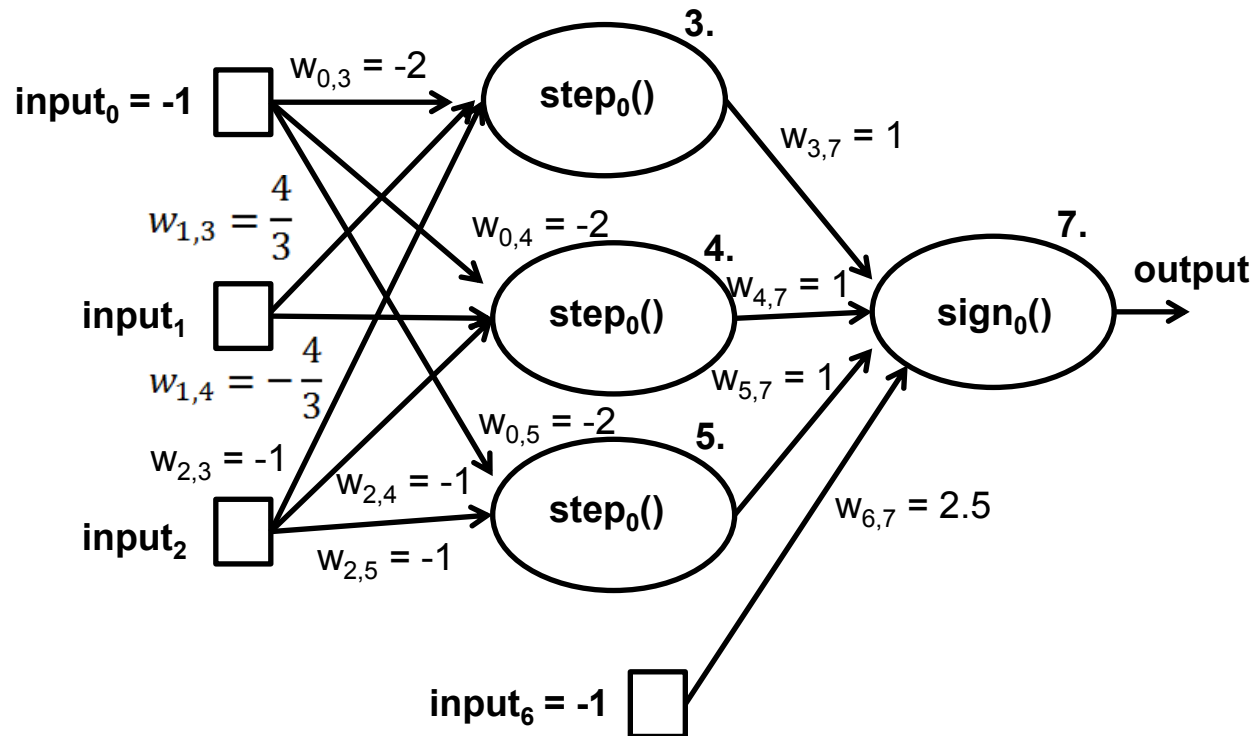 3.
w₀,₃ = -2
input₀ = -1
step₀()
w₃,₇ = 1
w₁,₃ = 4/3
w₀,₄ = -2
4.
7.
w₄,₇ = 1
output
input₁
step₀()
sign₀()
w₁,₄ = − 4/3
w₅,₇ = 1
w₀,₅ = -2
5.
w₂,₃ = -1
w₂,₄ = -1
step₀()
w₆,₇ = 2.5
input₂
w₂,₅ = -1
input₆ = -1